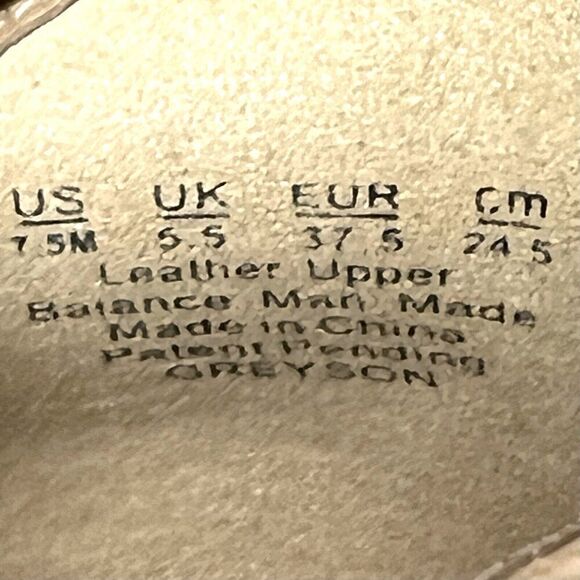 US UK EUR cm
7.5M 5.5 37.5 24.5
Leather Upper
Balance Man Made
Made in China
Patent Pending
GREYSON